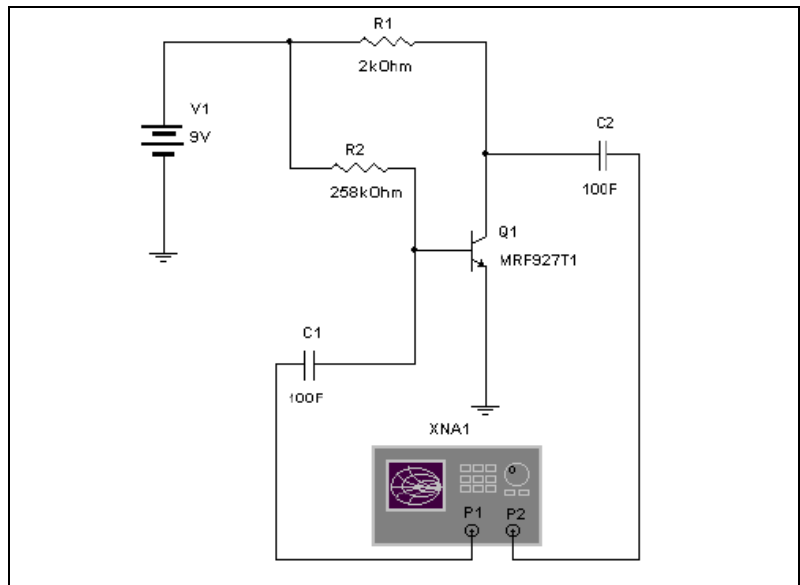 R1
2kOhm
V1
9V
R2
258kOhm
C2
100F
Q1
MRF927T1
C1
100F
XNA1
P1 P2